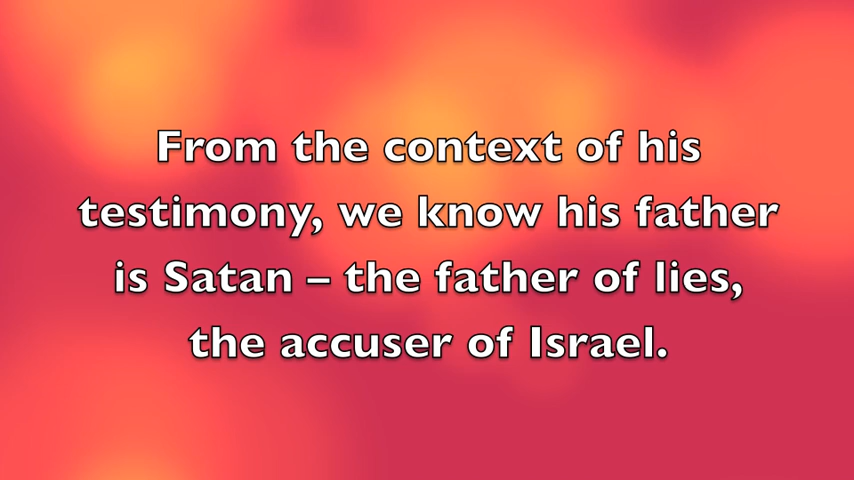 From the context of his
testimony, we know his father
is Satan – the father of lies,
the accuser of Israel.